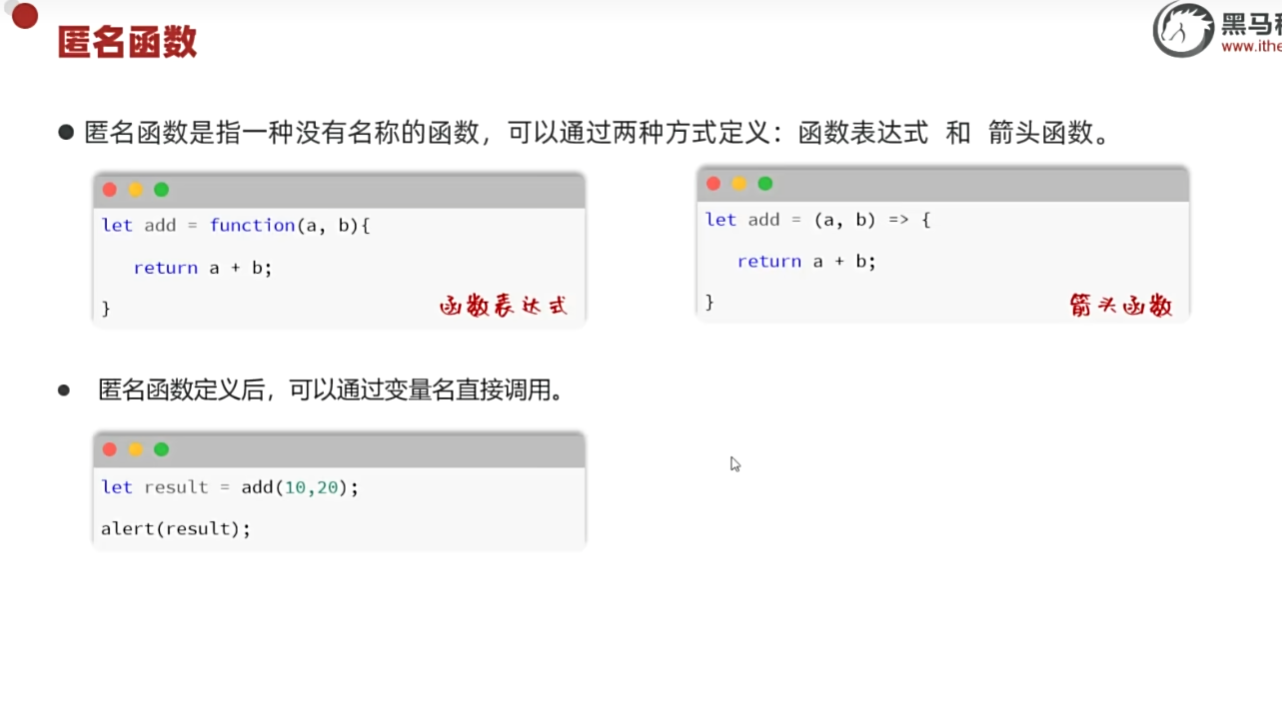 匿名函数
黑马
www.ithe
● 匿名函数是指一种没有名称的函数，可以通过两种方式定义：函数表达式 和 箭头函数。
let add = function(a, b){
return a + b;
}
函数表达式
let add = (a, b) => {
return a + b;
}
箭头函数
● 匿名函数定义后，可以通过变量名直接调用。
let result = add(10,20);
alert(result);